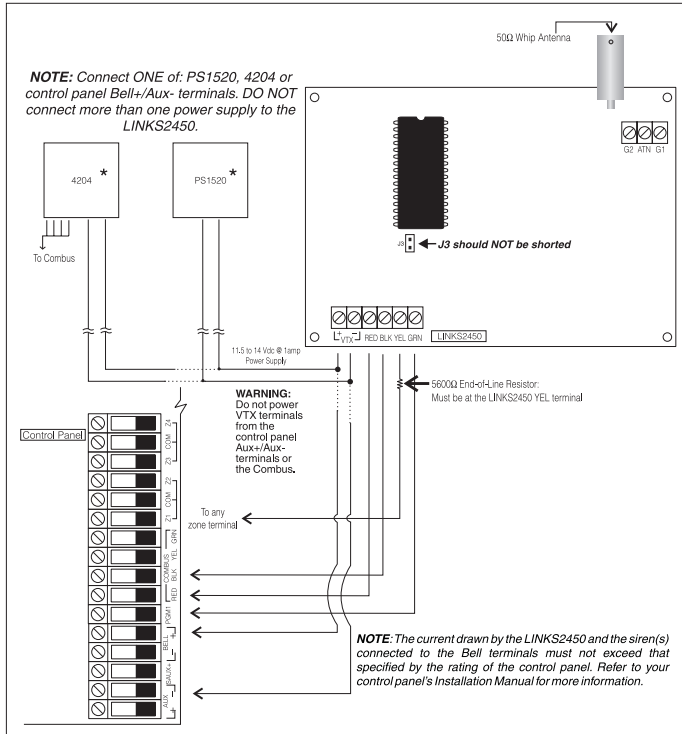 50Ω Whip Antenna
NOTE: Connect ONE of: PS1520, 4204 or
control panel Bell+/Aux- terminals. DO NOT
connect more than one power supply to the
LINKS2450.
G2 ATN G1
4204 *
PS1520 *
J3
J3 should NOT be shorted
To Combus
+ −
VTX RED BLK YEL GRN
LINKS2450
11.5 to 14 Vdc @ 1amp
Power Supply
WARNING:
Do not power
VTX terminals
from the
control panel
Aux+/Aux-
terminals or
the Combus.
5600Ω End-of-Line Resistor:
Must be at the LINKS2450 YEL terminal
Control Panel
Z4
COM
Z3
Z2
COM
Z1
To any
zone terminal
GRN
YEL
COMBUS
BLK
RED
PGM1
BELL
+
−
SAUX+
AUX
−
+
NOTE: The current drawn by the LINKS2450 and the siren(s)
connected to the Bell terminals must not exceed that
specified by the rating of the control panel. Refer to your
control panel's Installation Manual for more information.